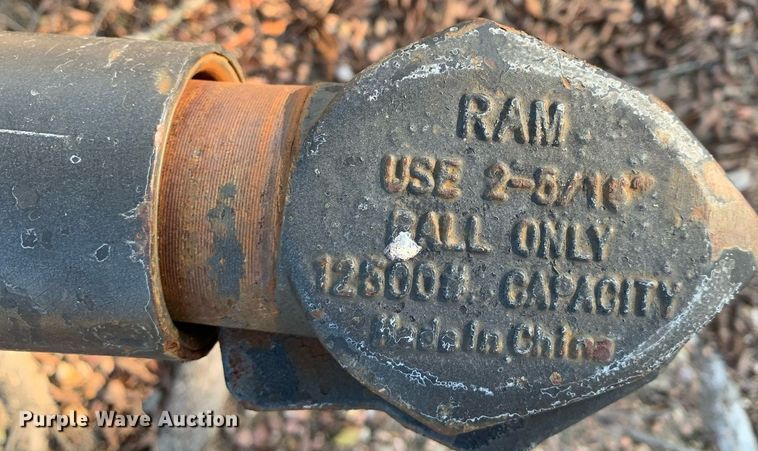 RAM
USE 2-5/16"
BALL ONLY
12500#. CAPACITY
Made in China
Purple Wave Auction